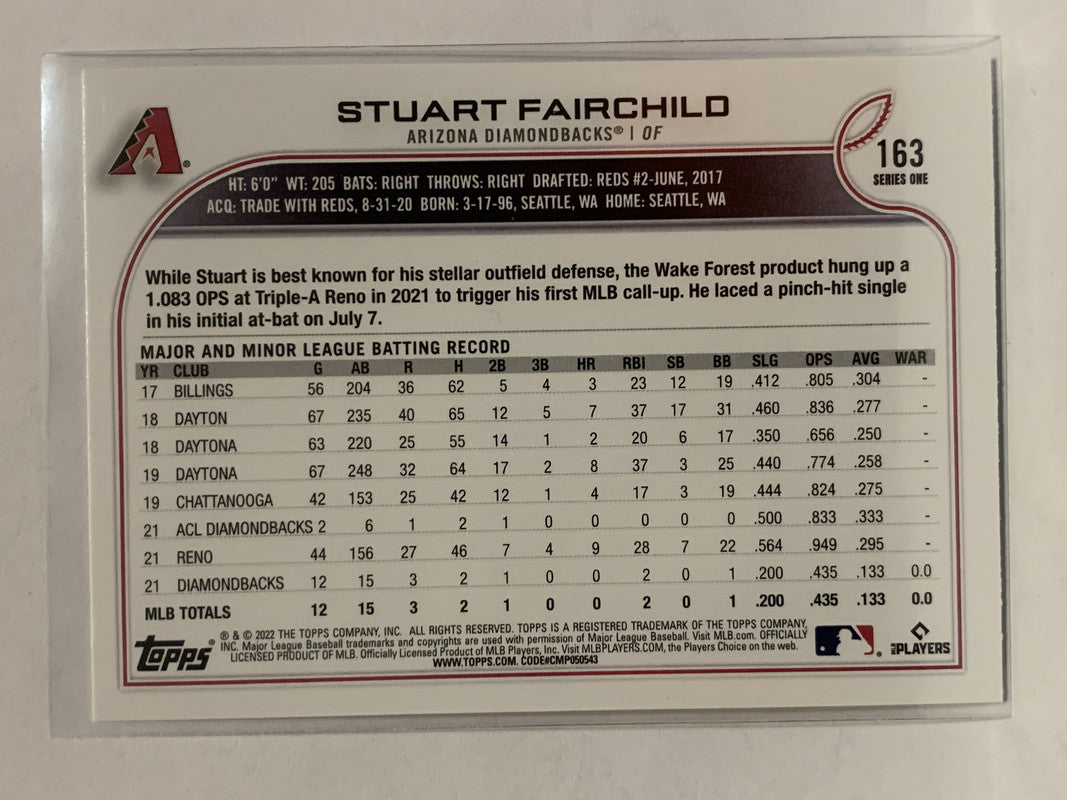 STUART FAIRCHILD
ARIZONA DIAMONDBACKS® | OF
163
SERIES ONE
HT: 6'0" WT: 205 BATS: RIGHT THROWS: RIGHT DRAFTED: REDS #2-JUNE, 2017
ACQ: TRADE WITH REDS, 8-31-20 BORN: 3-17-96, SEATTLE, WA HOME: SEATTLE, WA
While Stuart is best known for his stellar outfield defense, the Wake Forest product hung up a
1.083 OPS at Triple-A Reno in 2021 to trigger his first MLB call-up. He laced a pinch-hit single
in his initial at-bat on July 7.
MAJOR AND MINOR LEAGUE BATTING RECORD
YR CLUB G AB R H 2B 3B HR RBI SB BB SLG OPS AVG WAR
17 BILLINGS 56 204 36 62 5 4 3 23 12 19 .412 .805 .304 -
18 DAYTON 67 235 40 65 12 5 7 37 17 31 .460 .836 .277 -
18 DAYTONA 63 220 25 55 14 1 2 20 6 17 .350 .656 .250 -
19 DAYTONA 67 248 32 64 17 2 8 37 3 25 .440 .774 .258 -
19 CHATTANOOGA 42 153 25 42 12 1 4 17 3 19 .444 .824 .275 -
21 ACL DIAMONDBACKS 2 6 1 2 1 0 0 0 0 0 .500 .833 .333 -
21 RENO 44 156 27 46 7 4 9 28 7 22 .564 .949 .295 -
21 DIAMONDBACKS 12 15 3 2 1 0 0 2 0 1 .200 .435 .133 0.0
MLB TOTALS 12 15 3 2 1 0 0 2 0 1 .200 .435 .133 0.0
topps®
® & © 2022 THE TOPPS COMPANY, INC. ALL RIGHTS RESERVED. TOPPS IS A REGISTERED TRADEMARK OF THE TOPPS COMPANY,
INC. Major League Baseball trademarks and copyrights are used with permission of Major League Baseball. Visit MLB.com. OFFICIALLY
LICENSED PRODUCT OF MLB. Officially Licensed Product of MLB Players, Inc. Visit MLBPLAYERS.COM, the Players Choice on the web.
WWW.TOPPS.COM. CODE#CMP050543
MLB PLAYERS